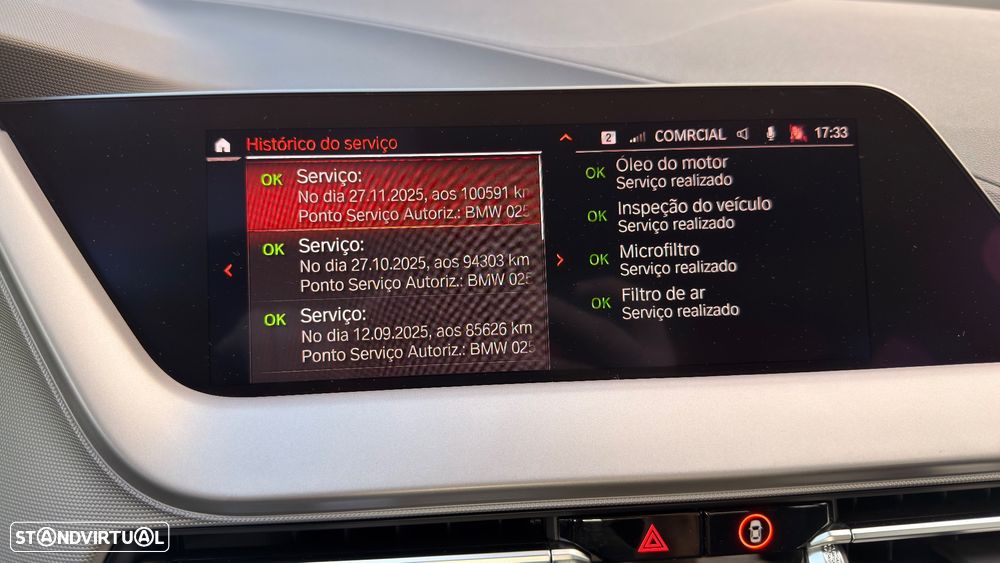 Histórico do serviço
2 COMRCIAL 17:33
OK Serviço:
No dia 27.11.2025, aos 100591 km
Ponto Serviço Autoriz.: BMW 025
OK Serviço:
No dia 27.10.2025, aos 94303 km
Ponto Serviço Autoriz.: BMW 025
OK Serviço:
No dia 12.09.2025, aos 85626 km
Ponto Serviço Autoriz.: BMW 025
OK Óleo do motor
Serviço realizado
OK Inspeção do veículo
Serviço realizado
OK Microfiltro
Serviço realizado
OK Filtro de ar
Serviço realizado
STANDVIRTUAL